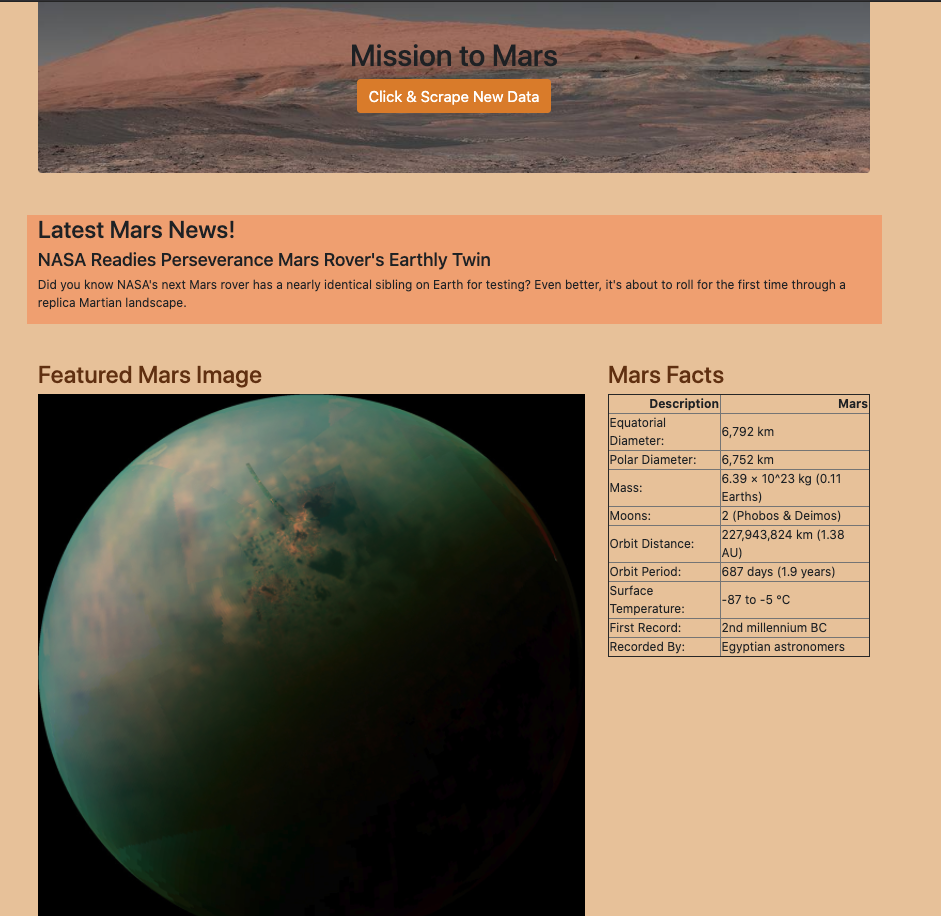 Mission to Mars
Click & Scrape New Data
Latest Mars News!
NASA Readies Perseverance Mars Rover's Earthly Twin
Did you know NASA's next Mars rover has a nearly identical sibling on Earth for testing? Even better, it's about to roll for the first time through a
replica Martian landscape.
Featured Mars Image
Mars Facts
Description Mars
Equatorial
Diameter: 6,792 km
Polar Diameter: 6,752 km
Mass: 6.39 × 10^23 kg (0.11
Earths)
Moons: 2 (Phobos & Deimos)
Orbit Distance: 227,943,824 km (1.38
AU)
Orbit Period: 687 days (1.9 years)
Surface
Temperature: -87 to -5 °C
First Record: 2nd millennium BC
Recorded By: Egyptian astronomers